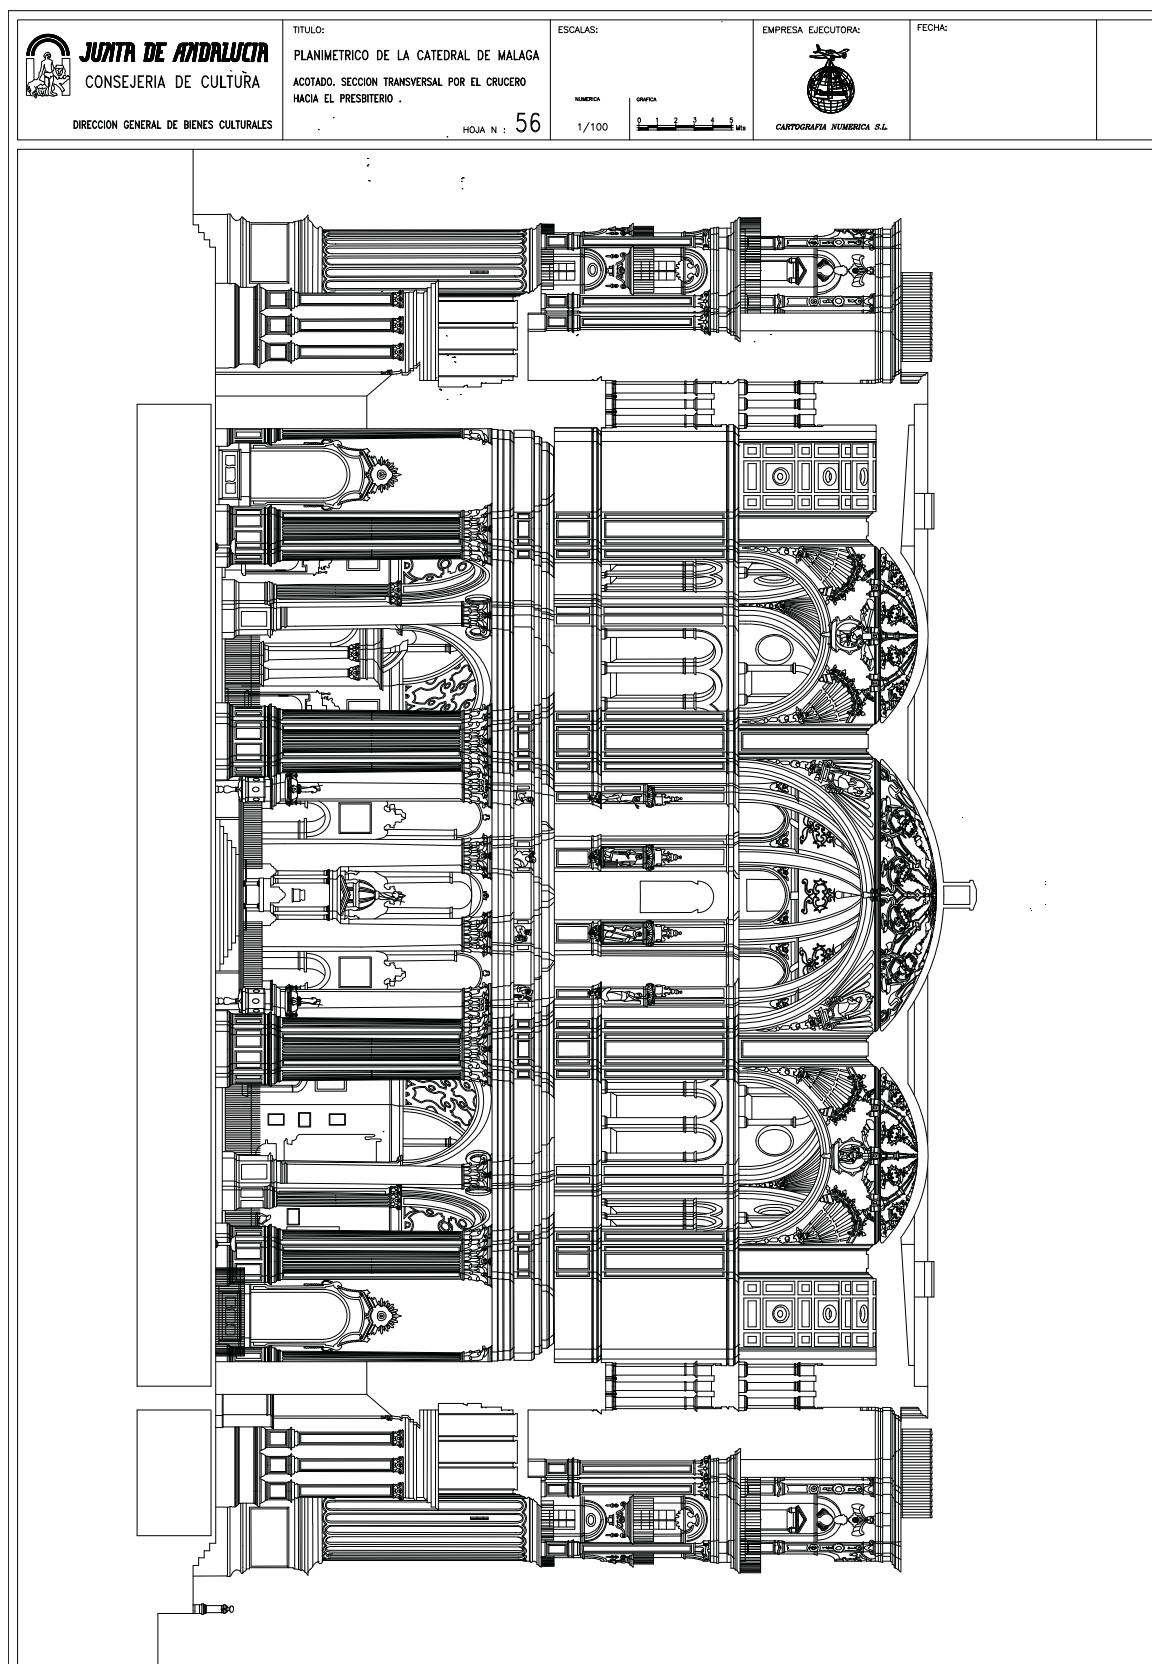 JUNTA DE ANDALUCIA
CONSEJERIA DE CULTURA
DIRECCION GENERAL DE BIENES CULTURALES
TITULO:
PLANIMETRICO DE LA CATEDRAL DE MALAGA
ACOTADO. SECCION TRANSVERSAL POR EL CRUCERO
HACIA EL PRESBITERIO .
HOJA N : 56
ESCALAS:
NUMERICA
1/100
GRAFICA
0 1 2 3 4 5 Mts
EMPRESA EJECUTORA:
CARTOGRAFIA NUMERICA S.L.
FECHA: